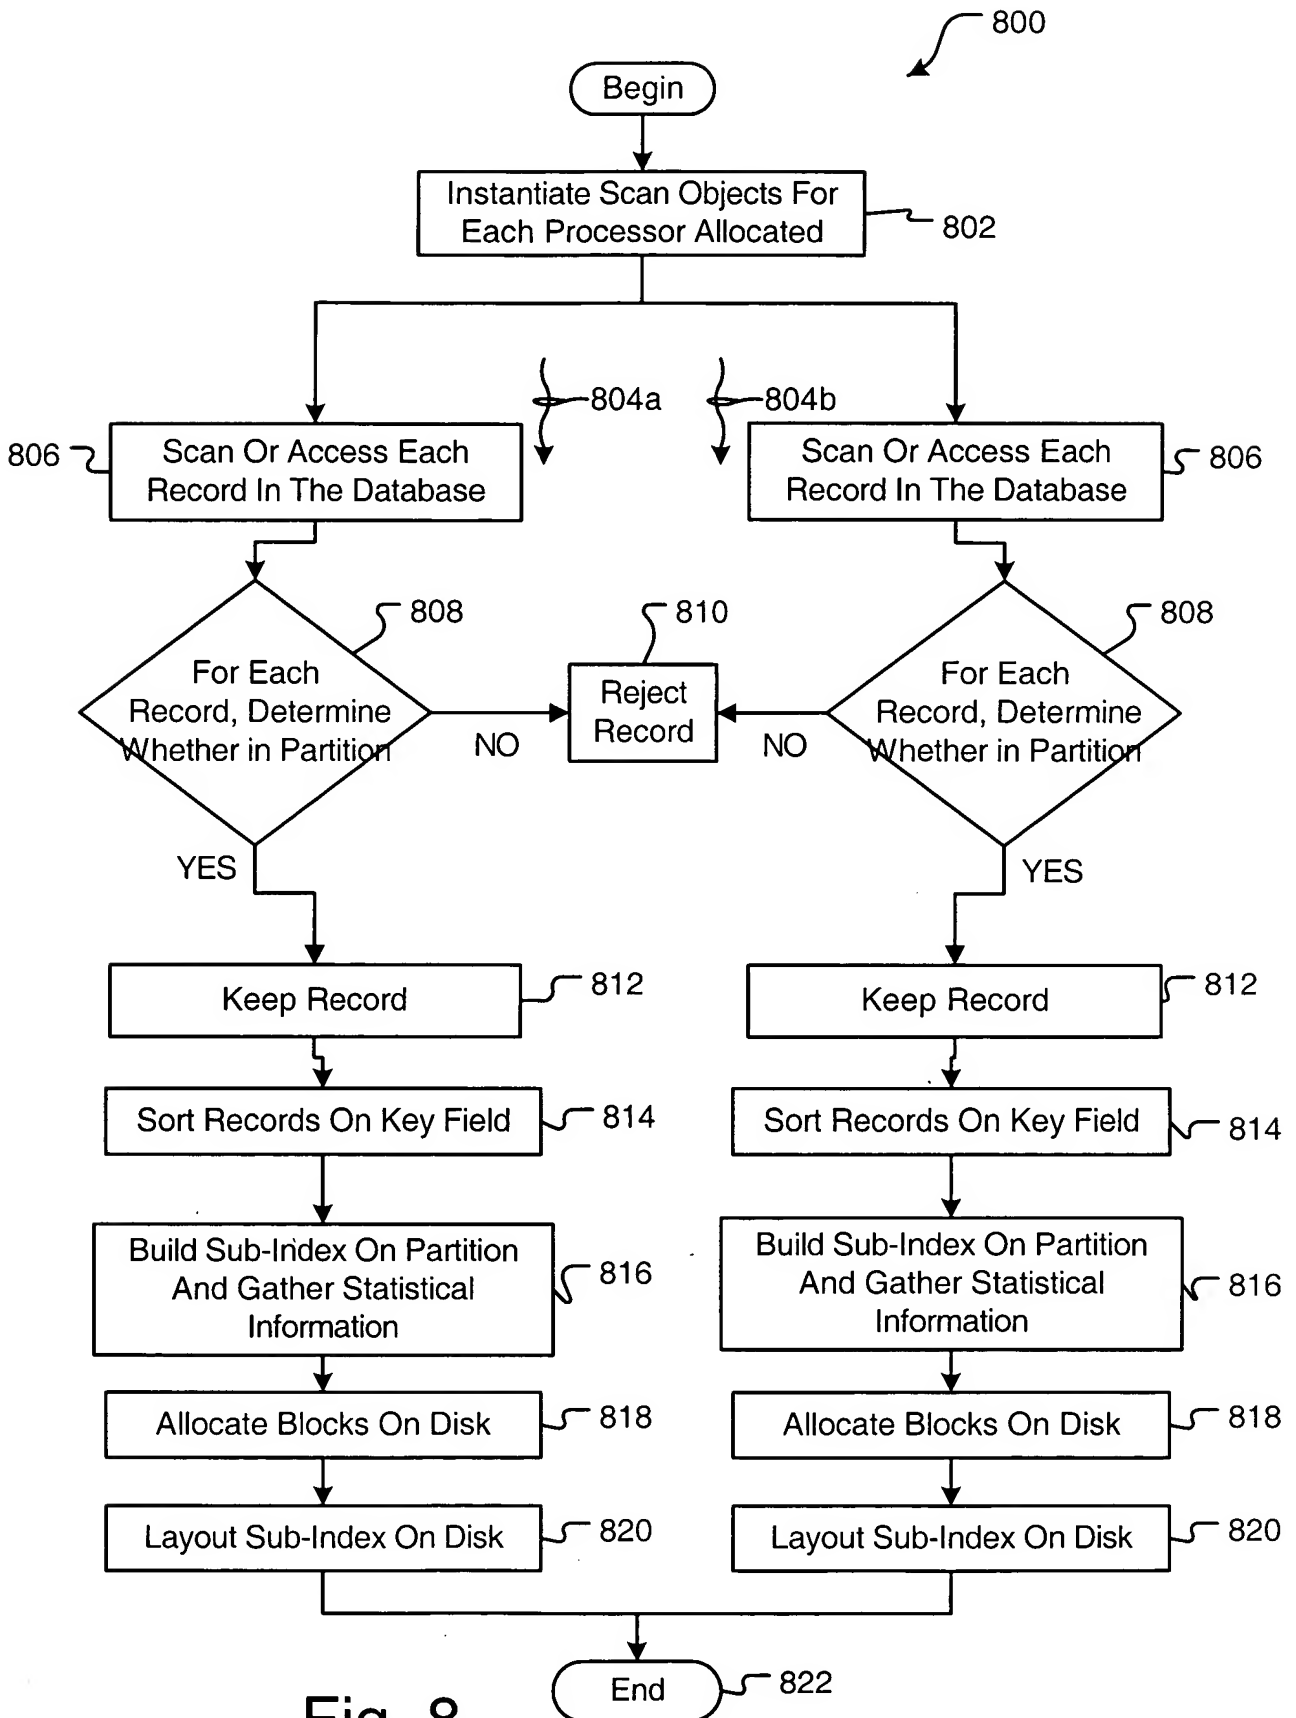 800
Begin
Instantiate Scan Objects For
Each Processor Allocated
802
804a
804b
806
Scan Or Access Each
Record In The Database
Scan Or Access Each
Record In The Database
806
808
For Each
Record, Determine
Whether in Partition
NO
YES
810
Reject
Record
808
For Each
Record, Determine
Whether in Partition
NO
YES
Keep Record
812
Keep Record
812
Sort Records On Key Field
814
Sort Records On Key Field
814
Build Sub-Index On Partition
And Gather Statistical
Information
816
Build Sub-Index On Partition
And Gather Statistical
Information
816
Allocate Blocks On Disk
818
Allocate Blocks On Disk
818
Layout Sub-Index On Disk
820
Layout Sub-Index On Disk
820
End
822
Fig. 8